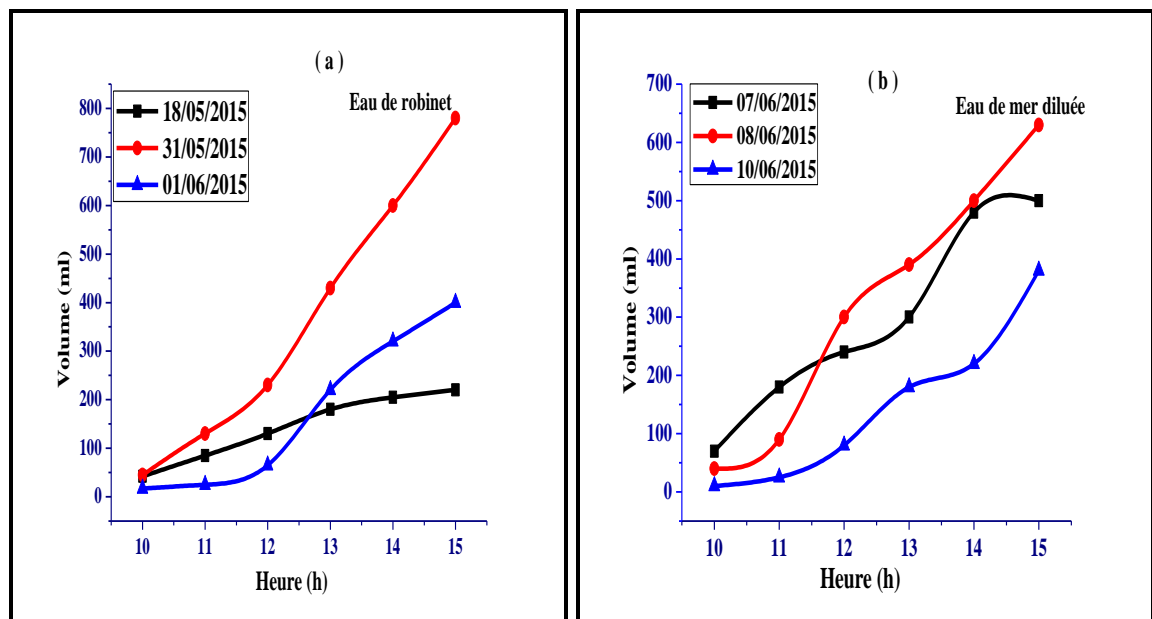 ( a )
Eau de robinet
18/05/2015
31/05/2015
01/06/2015
800
700
600
500
400
300
200
100
0
Volume (ml)
10 11 12 13 14 15
Heure (h)
( b )
Eau de mer diluée
07/06/2015
08/06/2015
10/06/2015
700
600
500
400
300
200
100
0
Volume (ml)
10 11 12 13 14 15
Heure (h)